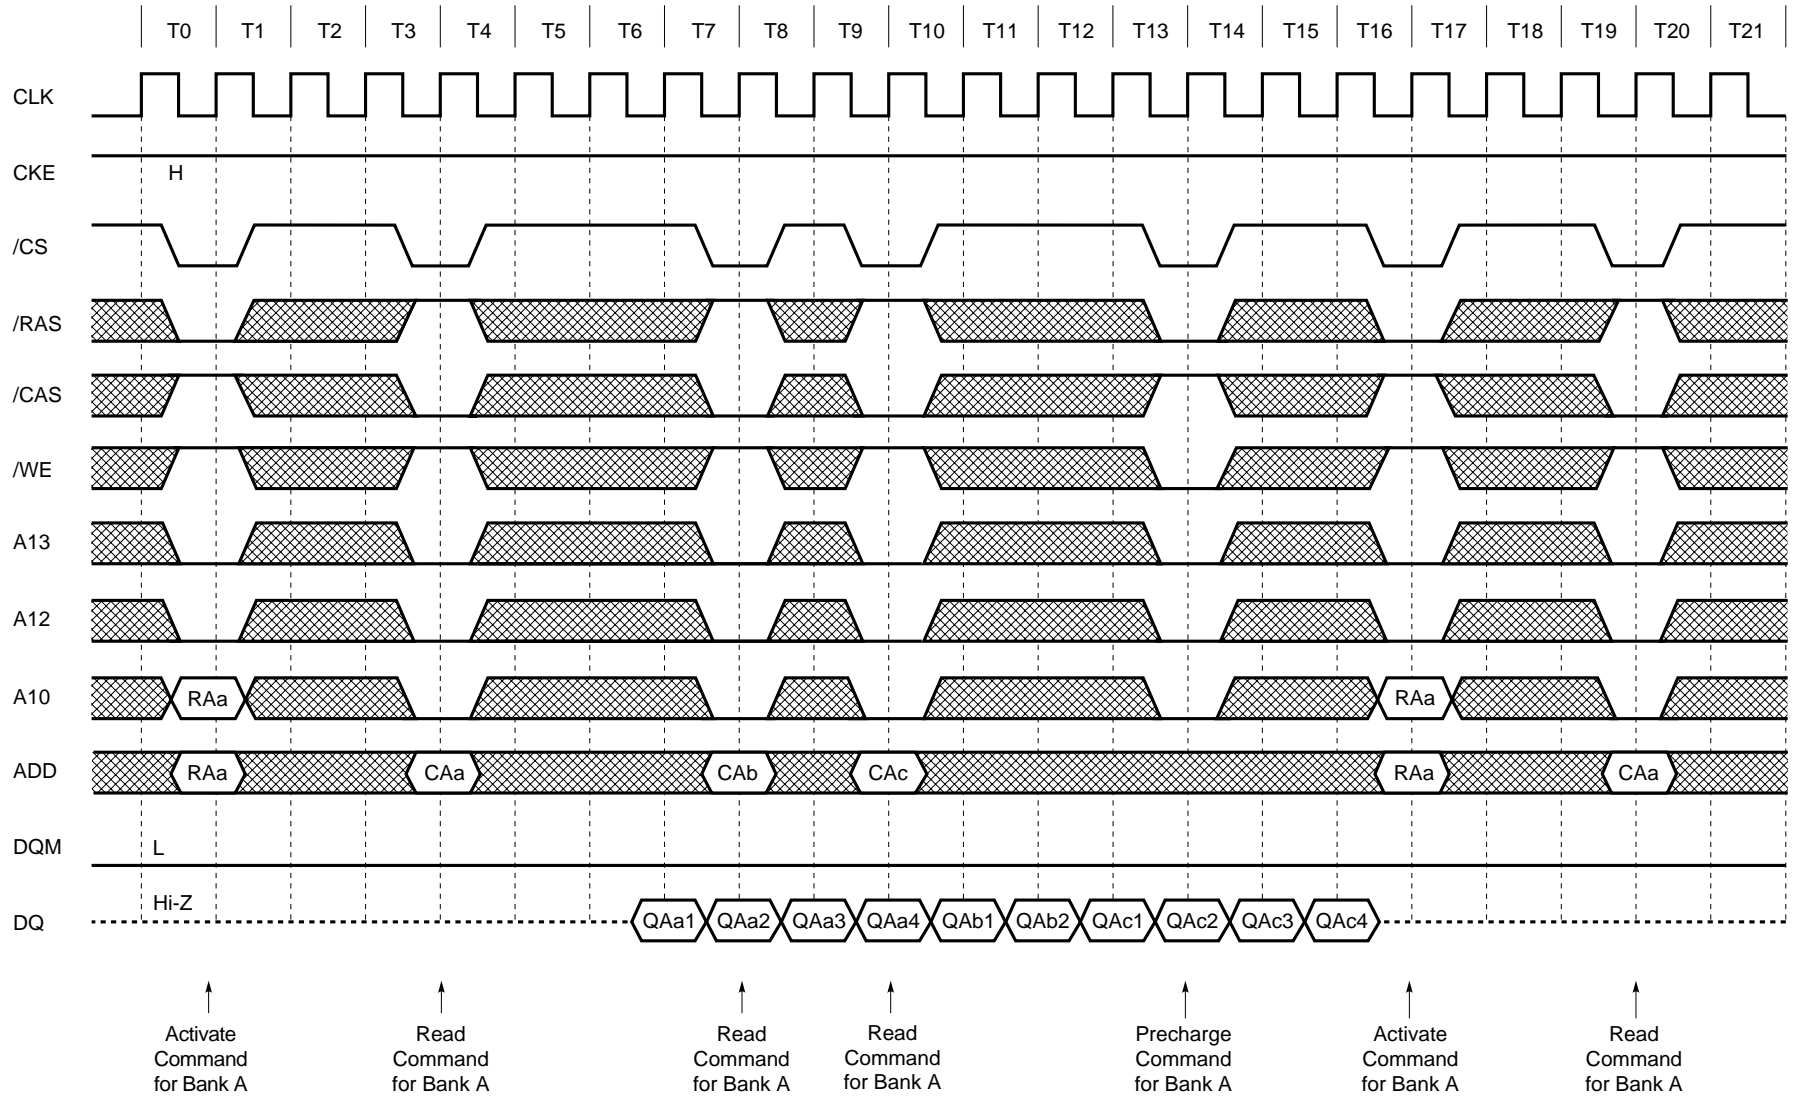 T0 T1 T2 T3 T4 T5 T6 T7 T8 T9 T10 T11 T12 T13 T14 T15 T16 T17 T18 T19 T20 T21
CLK
CKE H
/CS
/RAS
/CAS
/WE
A13
A12
A10 RAa RAa
ADD RAa CAa CAb CAc RAa CAa
DQM L
Hi-Z
DQ QAa1 QAa2 QAa3 QAa4 QAb1 QAb2 QAc1 QAc2 QAc3 QAc4
Activate
Command
for Bank A
Read
Command
for Bank A
Read
Command
for Bank A
Read
Command
for Bank A
Precharge
Command
for Bank A
Activate
Command
for Bank A
Read
Command
for Bank A